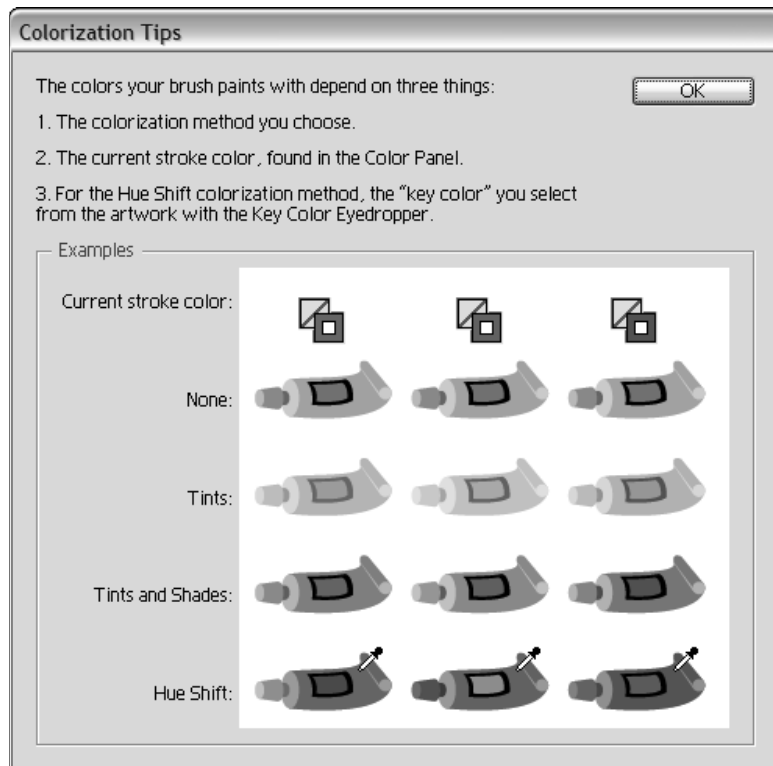 Colorization Tips
The colors your brush paints with depend on three things:
OK
1. The colorization method you choose.
2. The current stroke color, found in the Color Panel.
3. For the Hue Shift colorization method, the “key color” you select
from the artwork with the Key Color Eyedropper.
Examples
Current stroke color:
None:
Tints:
Tints and Shades:
Hue Shift: